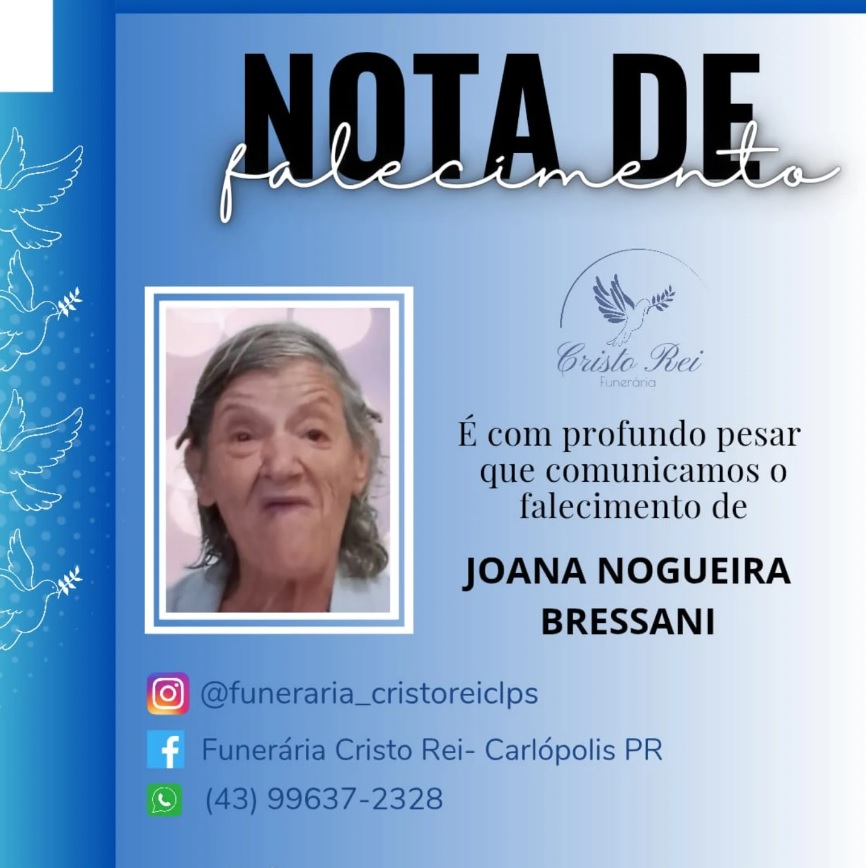 NOTA DE
falecimento
Cristo Rei
Funerária
É com profundo pesar
que comunicamos o
falecimento de
JOANA NOGUEIRA
BRESSANI
@funeraria_cristoreiclps
Funerária Cristo Rei- Carlópolis PR
(43) 99637-2328